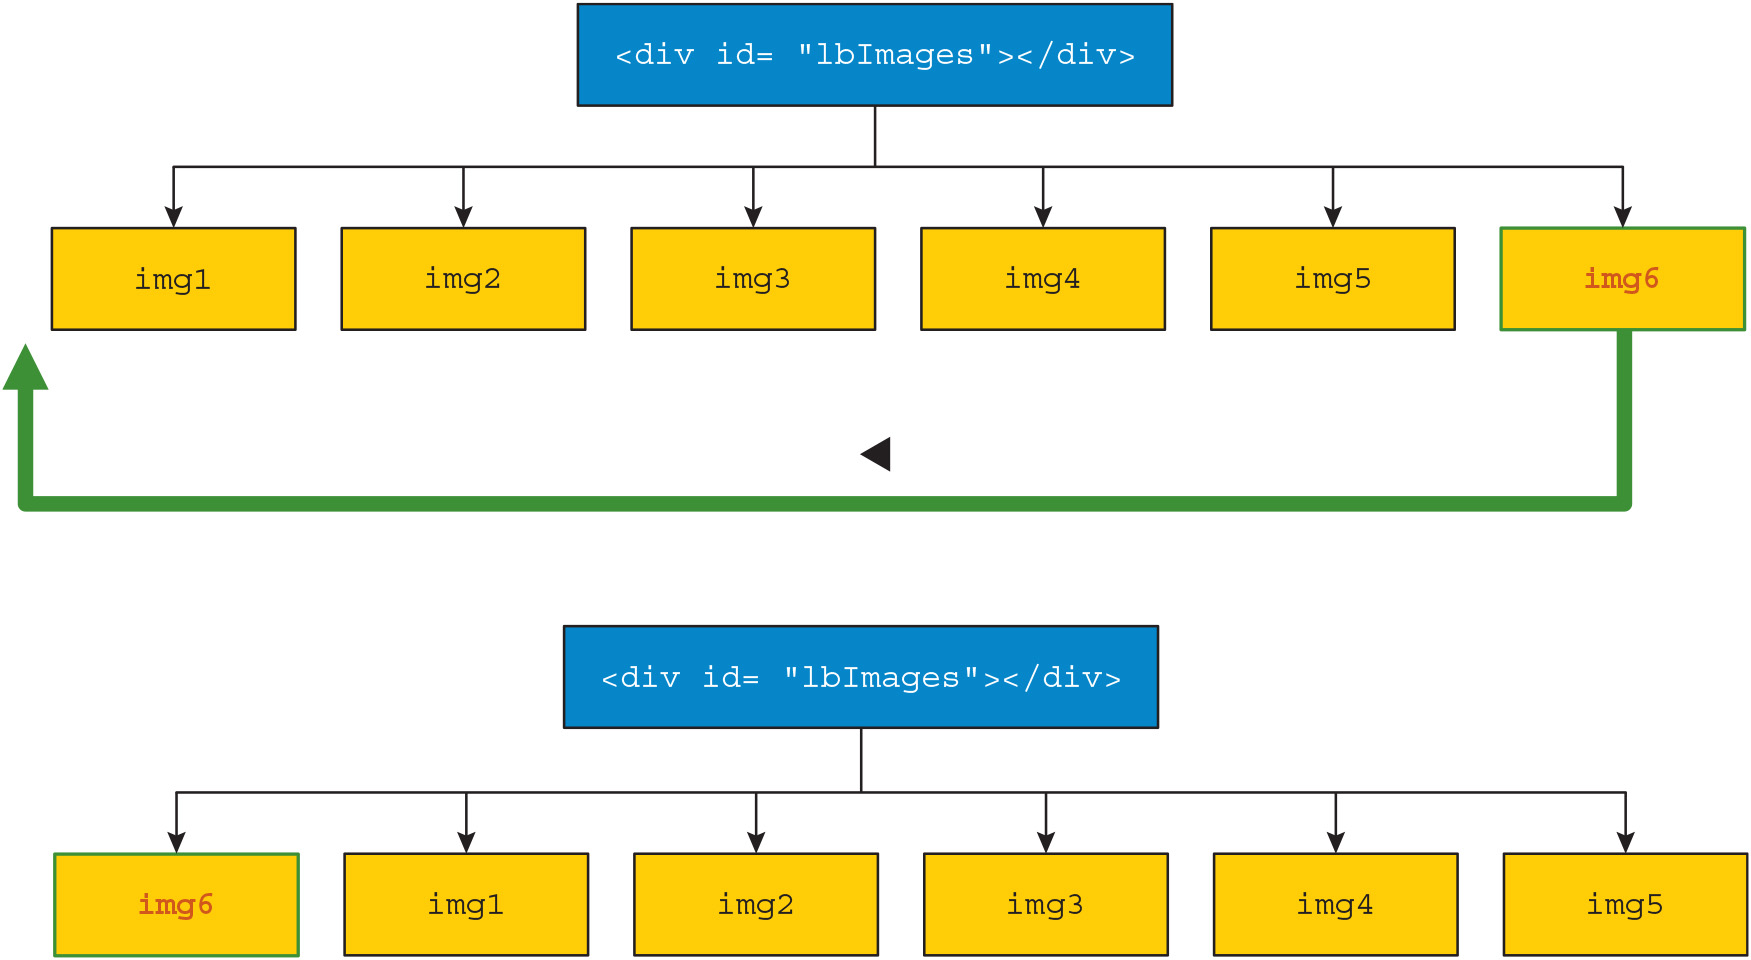 <div id= "lbImages"></div>
img1 img2 img3 img4 img5 img6
<div id= "lbImages"></div>
img6 img1 img2 img3 img4 img5